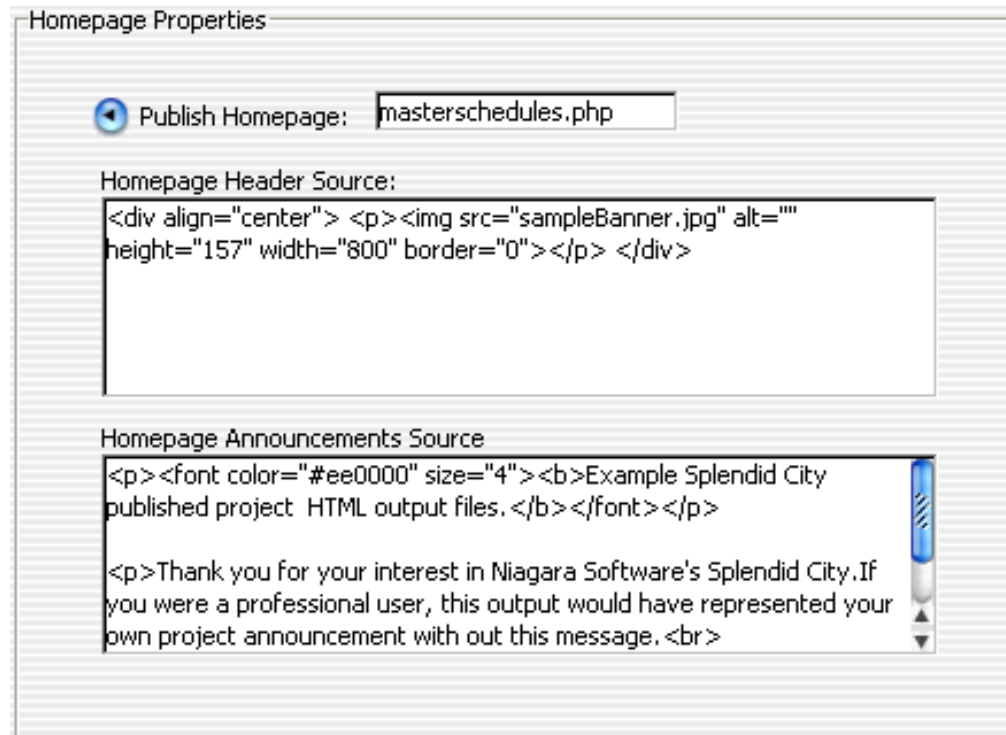 Homepage Properties
Publish Homepage: masterschedules.php
Homepage Header Source:
<div align="center"> <p><img src="sampleBanner.jpg" alt=""
height="157" width="800" border="0"></p> </div>
Homepage Announcements Source
<p><font color="#ee0000" size="4"><b>Example Splendid City
published project  HTML output files.</b></font></p>
<p>Thank you for your interest in Niagara Software's Splendid City.If
you were a professional user, this output would have represented your
own project announcement with out this message.<br>